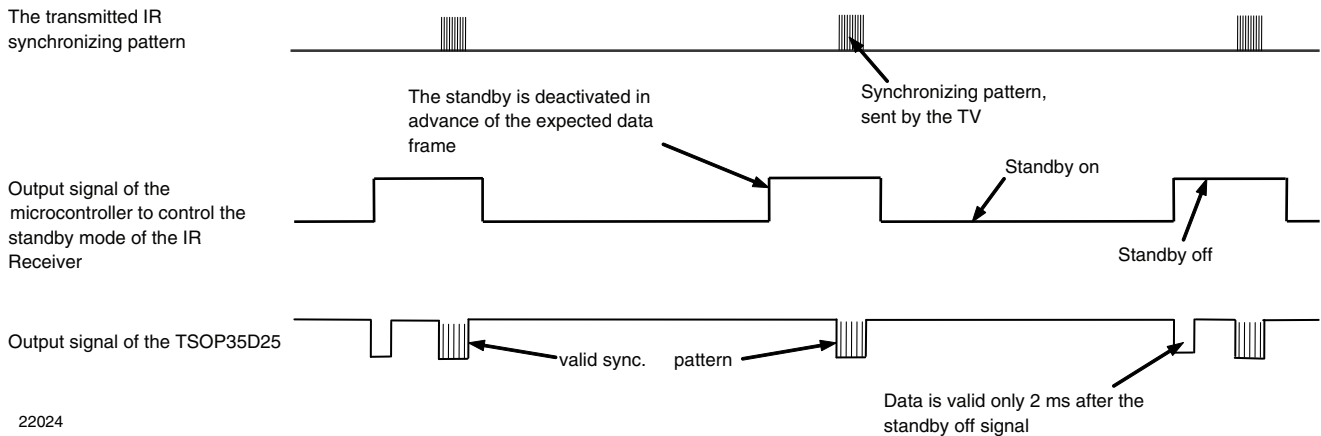 The transmitted IR
synchronizing pattern
Synchronizing pattern,
sent by the TV
The standby is deactivated in
advance of the expected data
frame
Standby on
Output signal of the
microcontroller to control the
standby mode of the IR
Receiver
Standby off
Output signal of the TSOP35D25
valid sync. pattern
Data is valid only 2 ms after the
standby off signal
22024